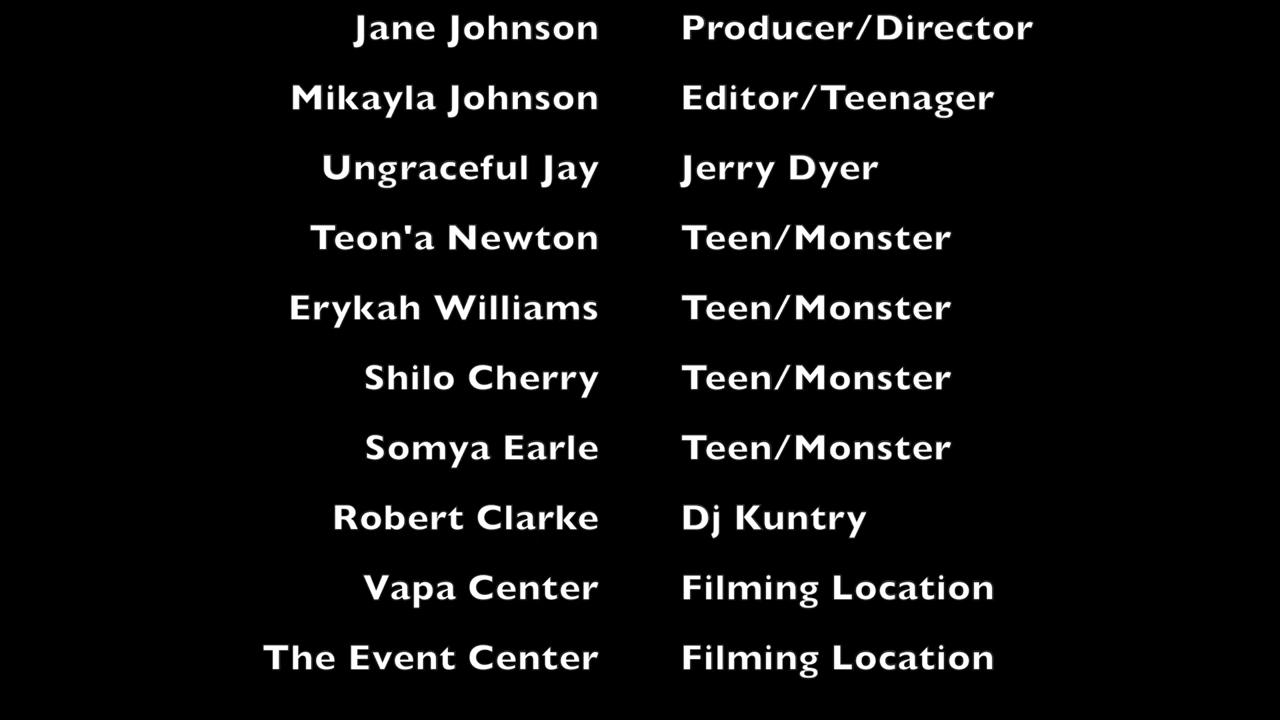 Jane Johnson Producer/Director
Mikayla Johnson Editor/Teenager
Ungraceful Jay Jerry Dyer
Teon'a Newton Teen/Monster
Erykah Williams Teen/Monster
Shilo Cherry Teen/Monster
Somya Earle Teen/Monster
Robert Clarke Dj Kuntry
Vapa Center Filming Location
The Event Center Filming Location